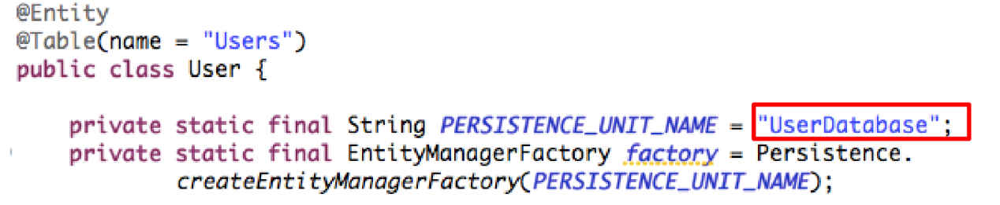 @Entity
@Table(name = "Users")
public class User {
private static final String PERSISTENCE_UNIT_NAME = "UserDatabase";
private static final EntityManagerFactory factory = Persistence.
createEntityManagerFactory(PERSISTENCE_UNIT_NAME);